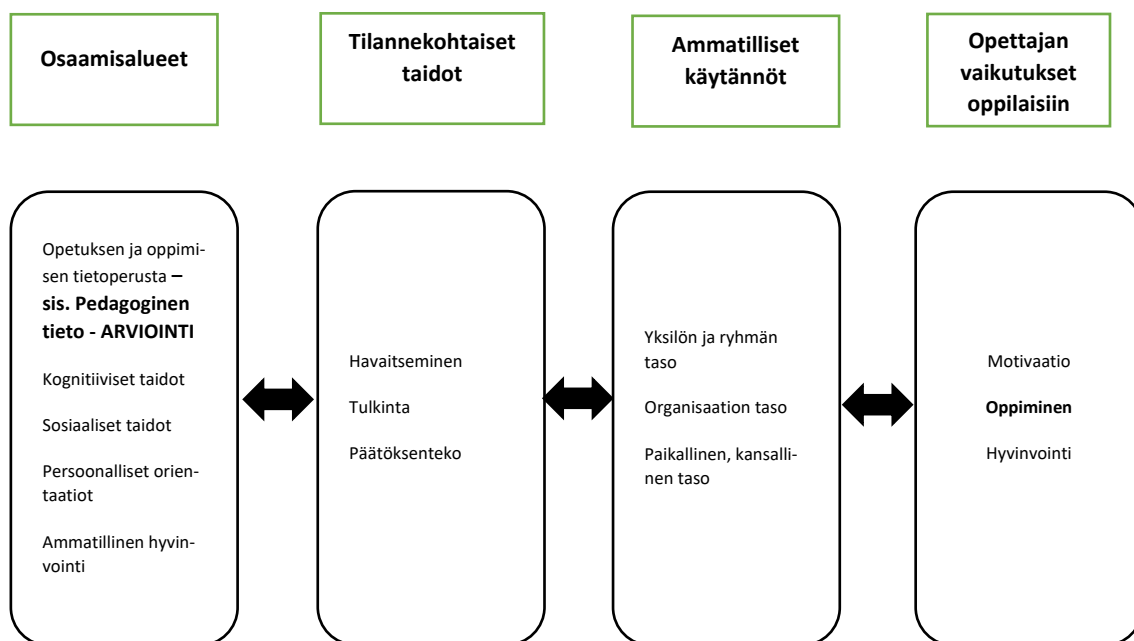 Osaamisalueet
Tilannekohtaiset
taidot
Ammatilliset
käytännöt
Opettajan
vaikutukset
oppilaisiin
Opetuksen ja oppimi-
sen tietoperusta –
sis. Pedagoginen
tieto - ARVIOINTI
Kognitiiviset taidot
Sosiaaliset taidot
Persoonalliset orien-
taatiot
Ammatillinen hyvin-
vointi
Havaitseminen
Tulkinta
Päätöksenteko
Yksilön ja ryhmän
taso
Organisaation taso
Paikallinen, kansalli-
nen taso
Motivaatio
Oppiminen
Hyvinvointi